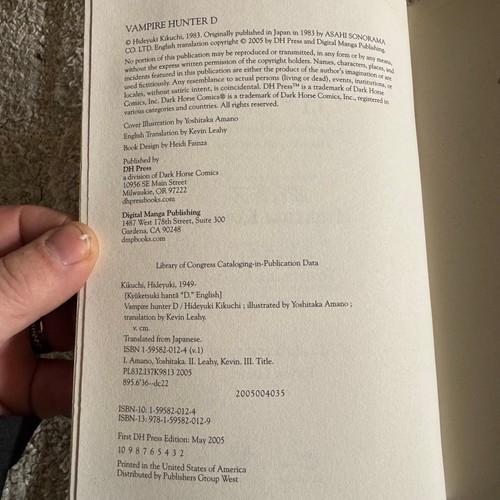 VAMPIRE HUNTER D
© Hideyuki Kikuchi, 1983. Originally published in Japan in 1983 by ASAHI SONORAMA
CO. LTD. English translation copyright © 2005 by DH Press and Digital Manga Publishing.
No portion of this publication may be reproduced or transmitted, in any form or by any means,
without the express written permission of the copyright holders. Names, characters, places, and
incidents featured in this publication are either the product of the author's imagination or are
used fictitiously. Any resemblance to actual persons (living or dead), events, institutions, or
locales, without satiric intent, is coincidental. DH Press™ is a trademark of Dark Horse
Comics, Inc. Dark Horse Comics® is a trademark of Dark Horse Comics, Inc., registered in
various categories and countries. All rights reserved.
Cover Illustration by Yoshitaka Amano
English Translation by Kevin Leahy
Book Design by Heidi Fainza
Published by
DH Press
a division of Dark Horse Comics
10956 SE Main Street
Milwaukie, OR 97222
dhpressbooks.com
Digital Manga Publishing
1487 West 178th Street, Suite 300
Gardena, CA 90248
dmpbooks.com
Library of Congress Cataloging-in-Publication Data
Kikuchi, Hideyuki, 1949-
[Kyūketsuki hantā "D." English]
Vampire hunter D / Hideyuki Kikuchi ; illustrated by Yoshitaka Amano ;
translation by Kevin Leahy.
v. cm.
Translated from Japanese.
ISBN 1-59582-012-4 (v.1)
I. Amano, Yoshitaka. II. Leahy, Kevin. III. Title.
PL832.I37K9813 2005
895.6'36--dc22
2005004035
ISBN-10: 1-59582-012-4
ISBN-13: 978-1-59582-012-9
First DH Press Edition: May 2005
10 9 8 7 6 5 4 3 2
Printed in the United States of America
Distributed by Publishers Group West